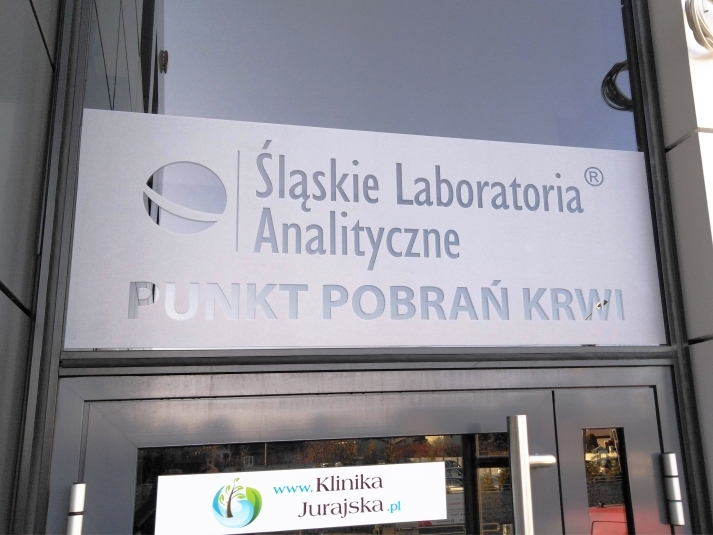 Śląskie Laboratoria®
Analityczne
PUNKT POBRAŃ KRWI
www.Klinika
Jurajska.pl